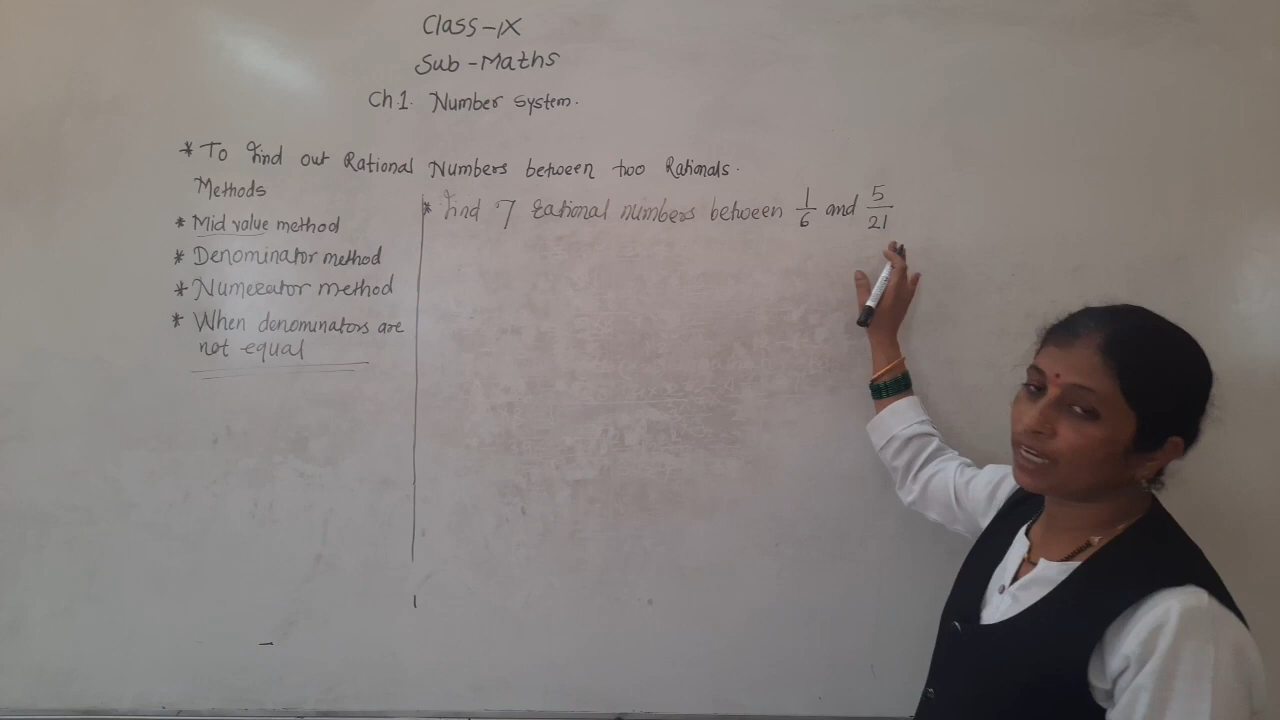 Class-IX
Sub-Maths
Ch.1. Number System.
* To find out Rational Numbers between two Rationals.
Methods
* Mid value method
* Denominator method
* Numerator method
* When denominators are
not equal
* Find 7 rational numbers between 1/6 and 5/21